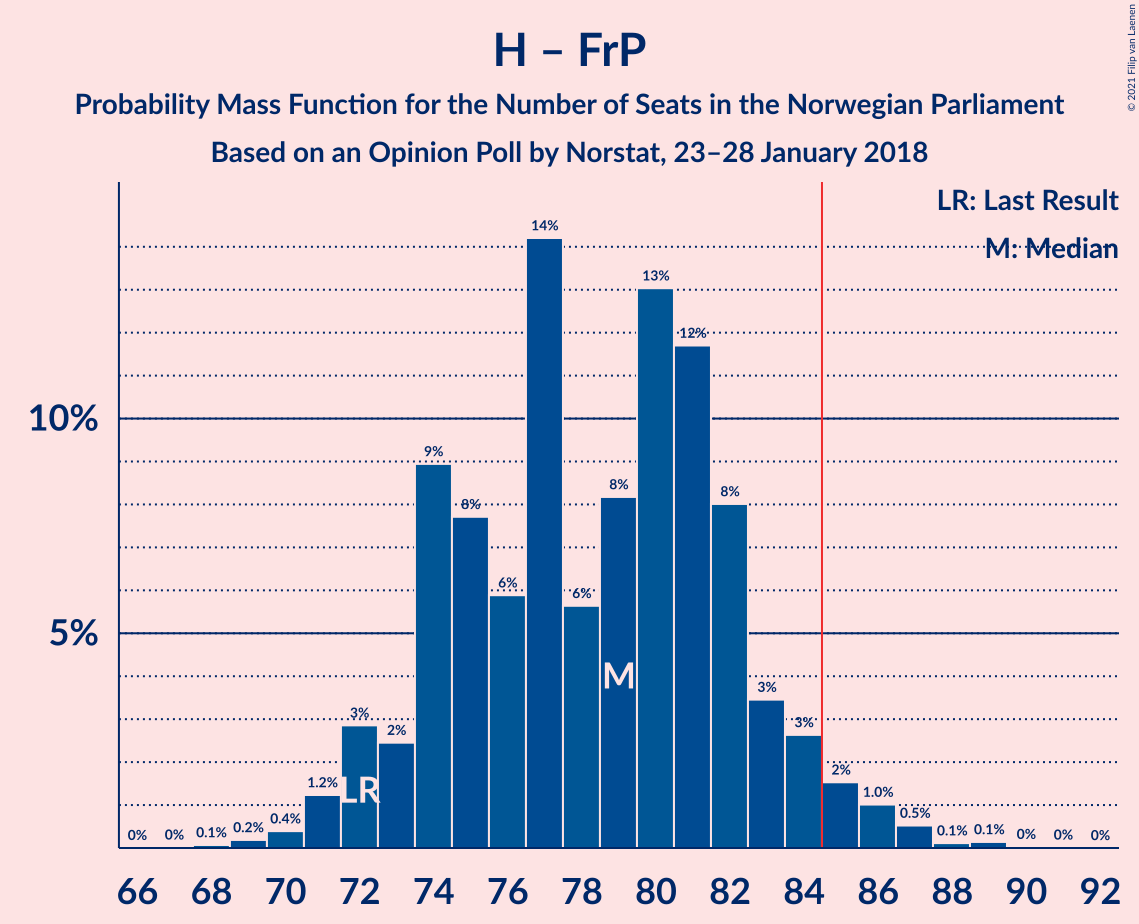 H – FrP
Probability Mass Function for the Number of Seats in the Norwegian Parliament
Based on an Opinion Poll by Norstat, 23–28 January 2018
© 2021 Filip van Laenen
LR: Last Result
M: Median
10%
5%
0% 0% 0.1% 0.2% 0.4% 1.2% 3% 2% 9% 8% 6% 14% 6% 8% 13% 12% 8% 3% 3% 2% 1.0% 0.5% 0.1% 0.1% 0% 0% 0%
LR
M
66 68 70 72 74 76 78 80 82 84 86 88 90 92